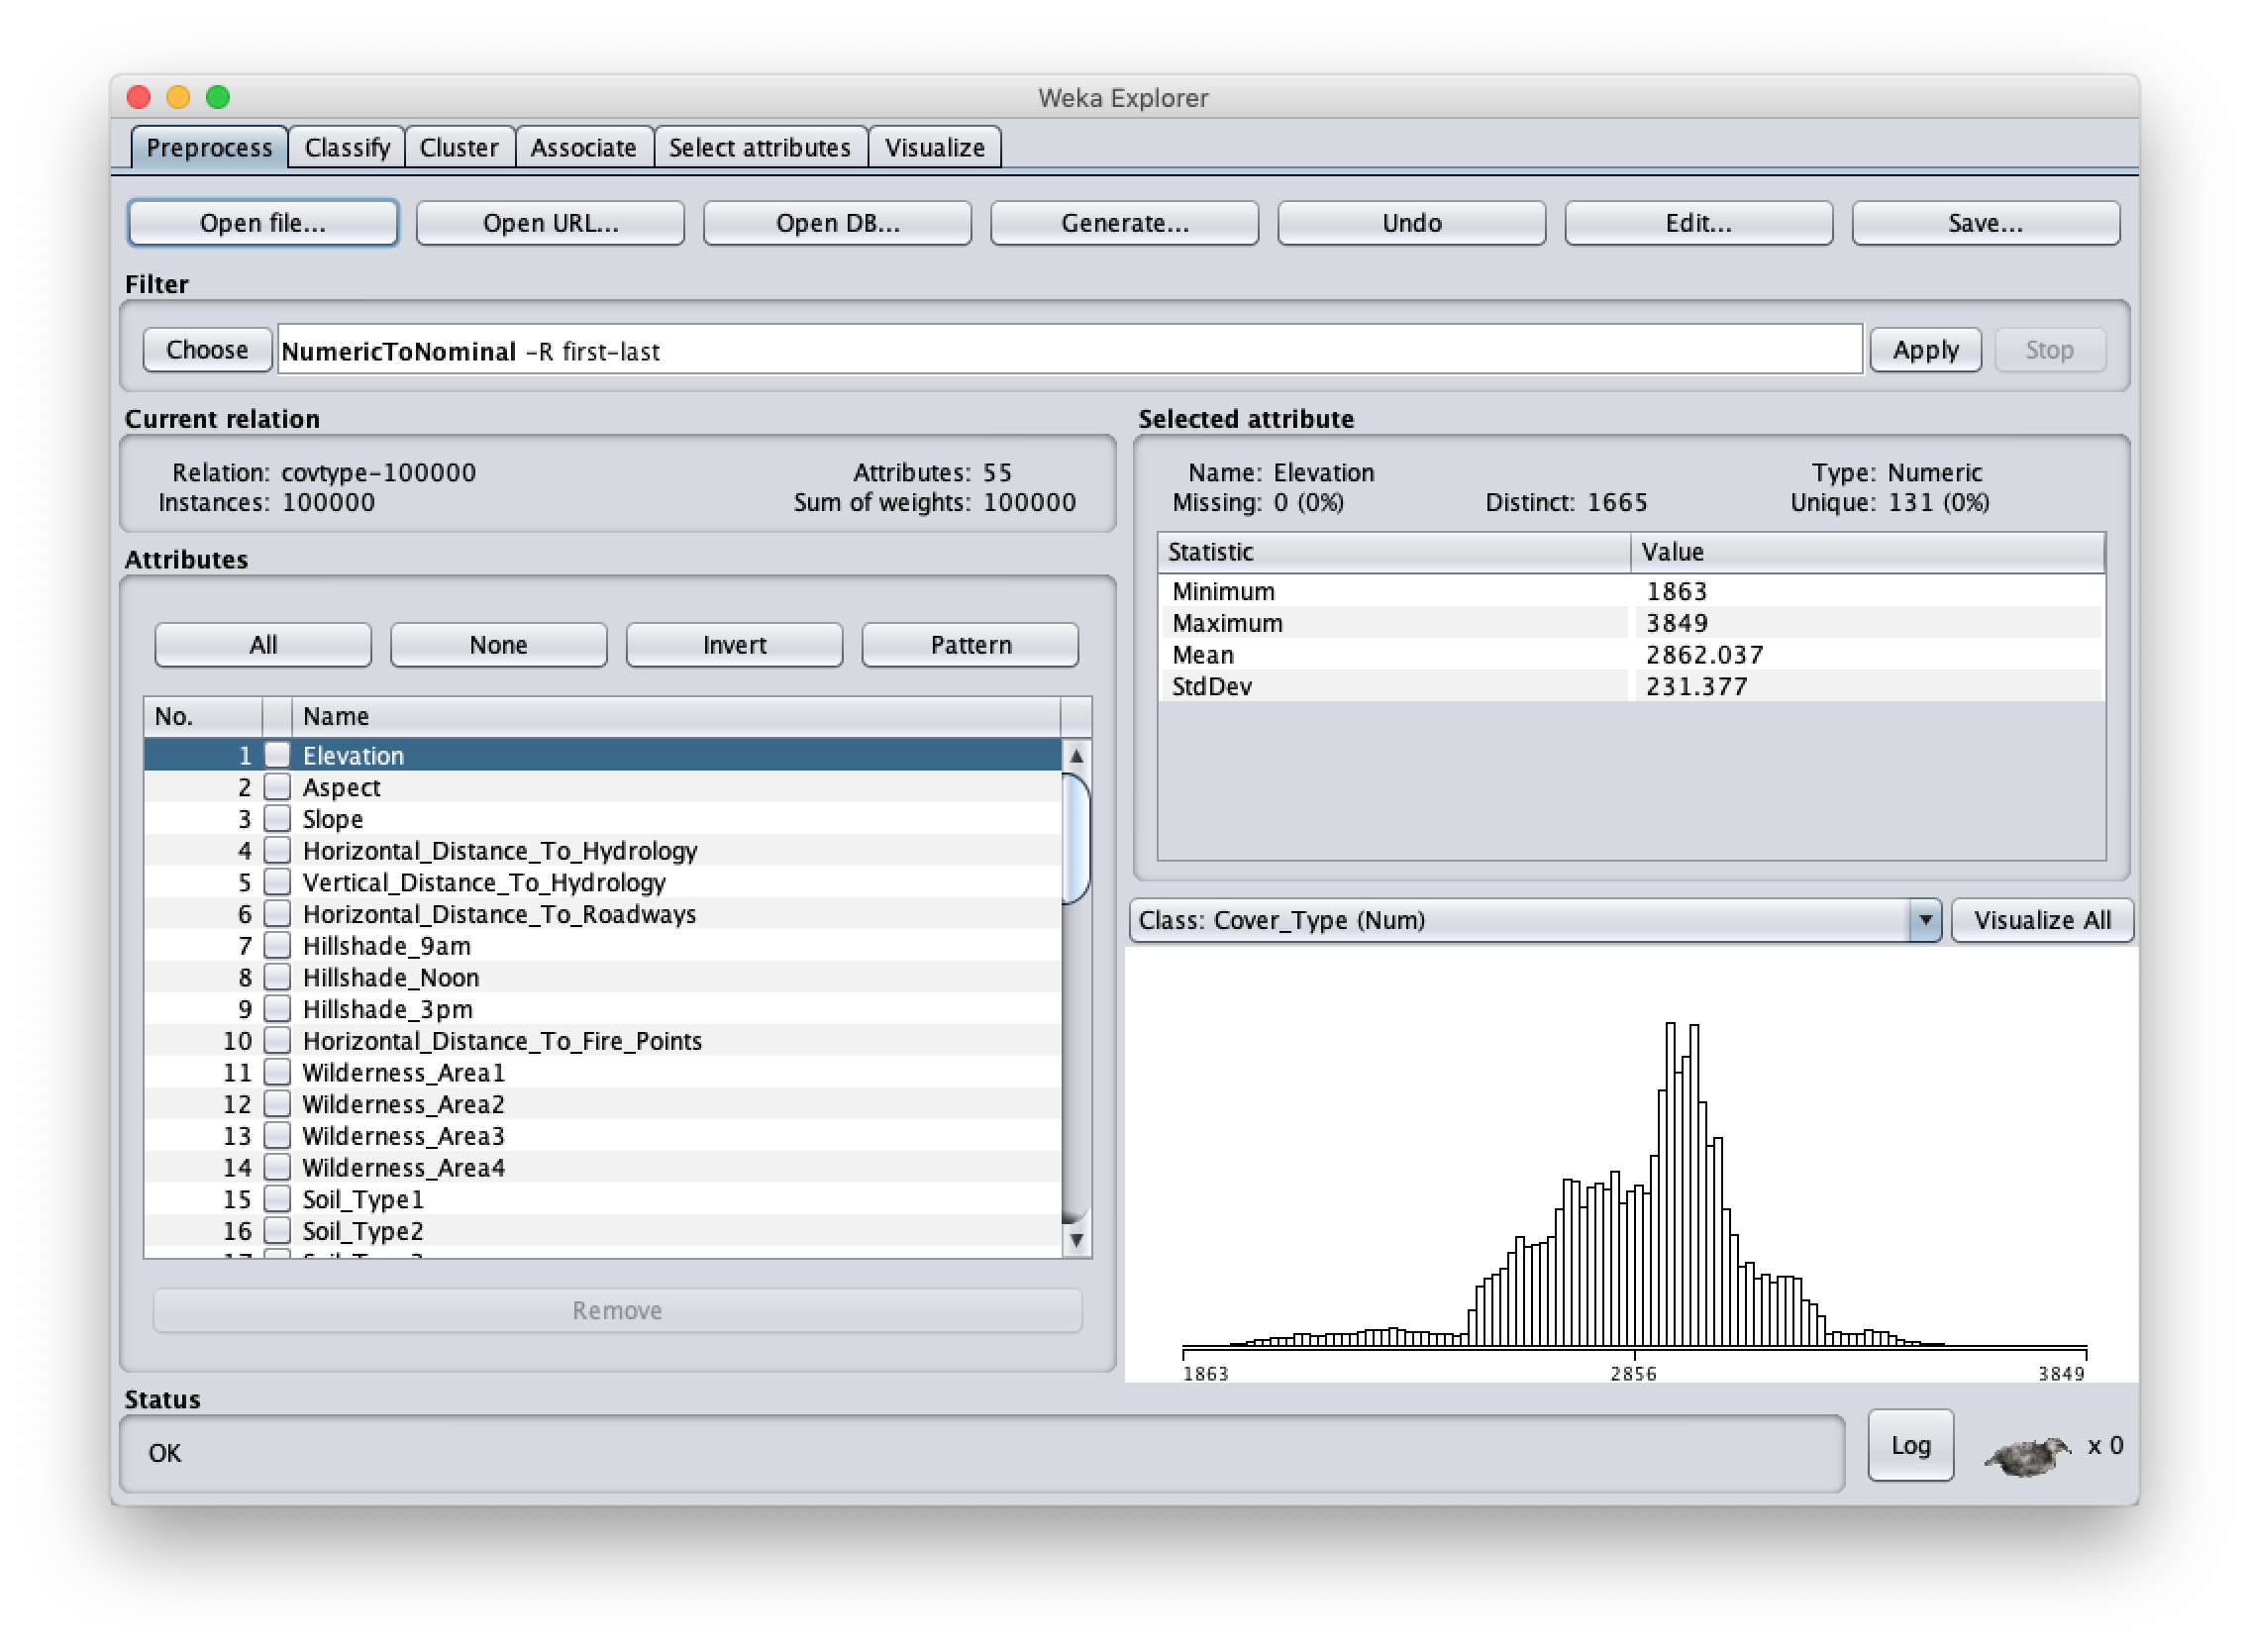 Weka Explorer
Preprocess Classify Cluster Associate Select attributes Visualize
Open file... Open URL... Open DB... Generate... Undo Edit... Save...
Filter
Choose NumericToNominal -R first-last Apply Stop
Current relation
Relation: covtype-100000 Attributes: 55
Instances: 100000 Sum of weights: 100000
Attributes
All None Invert Pattern
No. Name
1 Elevation
2 Aspect
3 Slope
4 Horizontal_Distance_To_Hydrology
5 Vertical_Distance_To_Hydrology
6 Horizontal_Distance_To_Roadways
7 Hillshade_9am
8 Hillshade_Noon
9 Hillshade_3pm
10 Horizontal_Distance_To_Fire_Points
11 Wilderness_Area1
12 Wilderness_Area2
13 Wilderness_Area3
14 Wilderness_Area4
15 Soil_Type1
16 Soil_Type2
Remove
Selected attribute
Name: Elevation Type: Numeric
Missing: 0 (0%) Distinct: 1665 Unique: 131 (0%)
Statistic Value
Minimum 1863
Maximum 3849
Mean 2862.037
StdDev 231.377
Class: Cover_Type (Num) Visualize All
1863 2856 3849
Status
OK
Log x 0